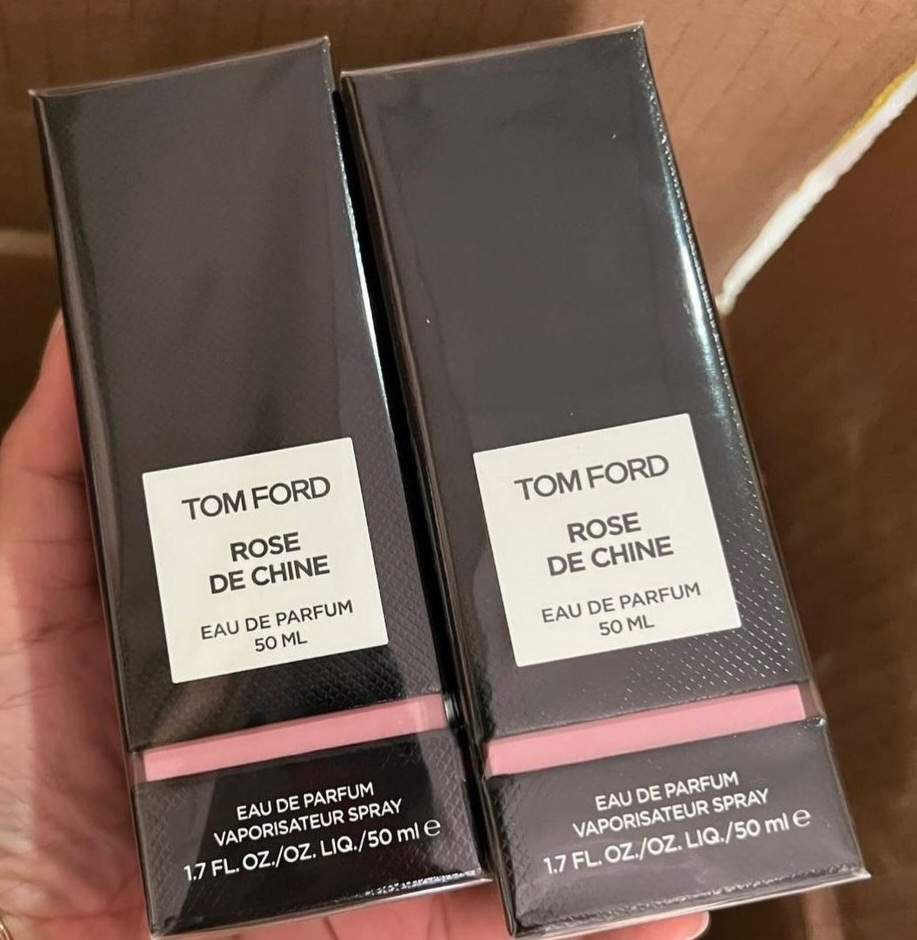 TOM FORD
ROSE
DE CHINE
EAU DE PARFUM
50 ML
EAU DE PARFUM
VAPORISATEUR SPRAY
1.7 FL. OZ./OZ. LIQ./50 ml e
TOM FORD
ROSE
DE CHINE
EAU DE PARFUM
50 ML
EAU DE PARFUM
VAPORISATEUR SPRAY
1.7 FL. OZ./OZ. LIQ./50 ml e